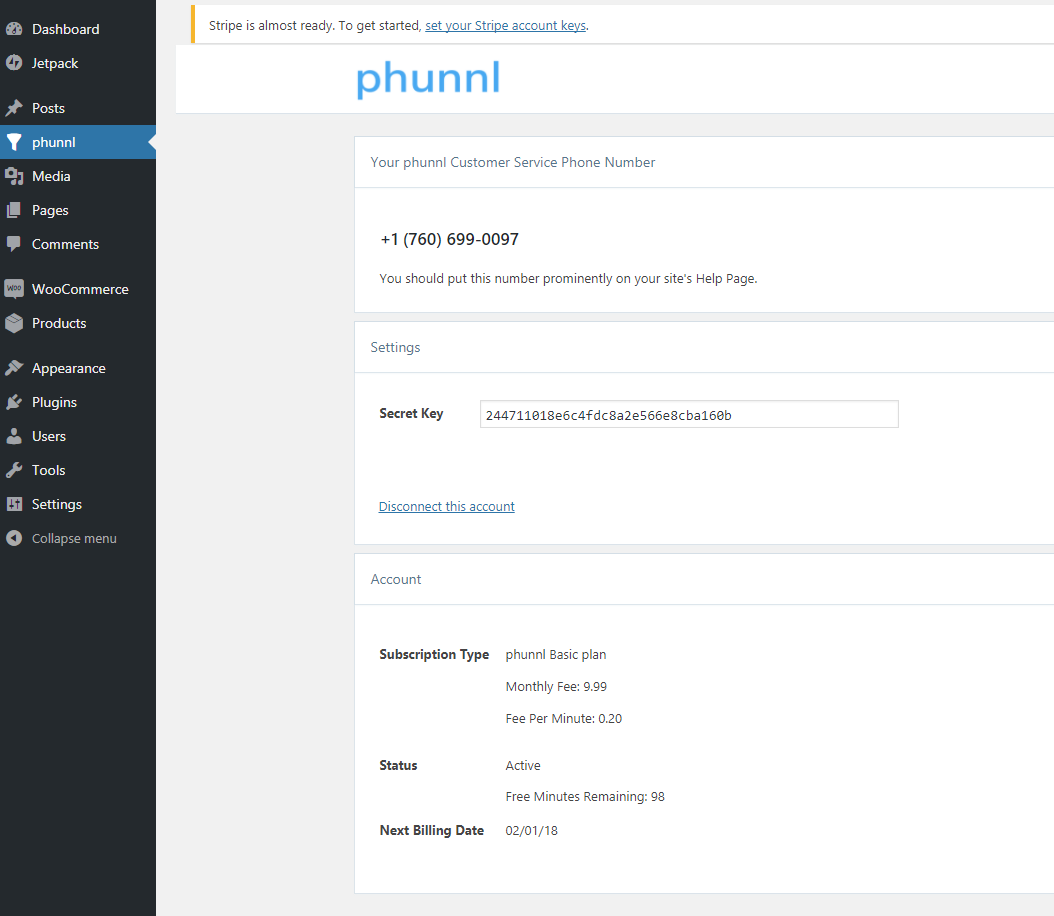 Dashboard
Jetpack
Posts
phunnl
Media
Pages
Comments
WOO
WooCommerce
Products
Appearance
Plugins
Users
Tools
Settings
Collapse menu
Stripe is almost ready. To get started, set your Stripe account keys.
phunnl
Your phunnl Customer Service Phone Number
+1 (760) 699-0097
You should put this number prominently on your site's Help Page.
Settings
Secret Key 244711018e6c4fdc8a2e566e8cba160b
Disconnect this account
Account
Subscription Type phunnl Basic plan
Monthly Fee: 9.99
Fee Per Minute: 0.20
Status Active
Free Minutes Remaining: 98
Next Billing Date 02/01/18